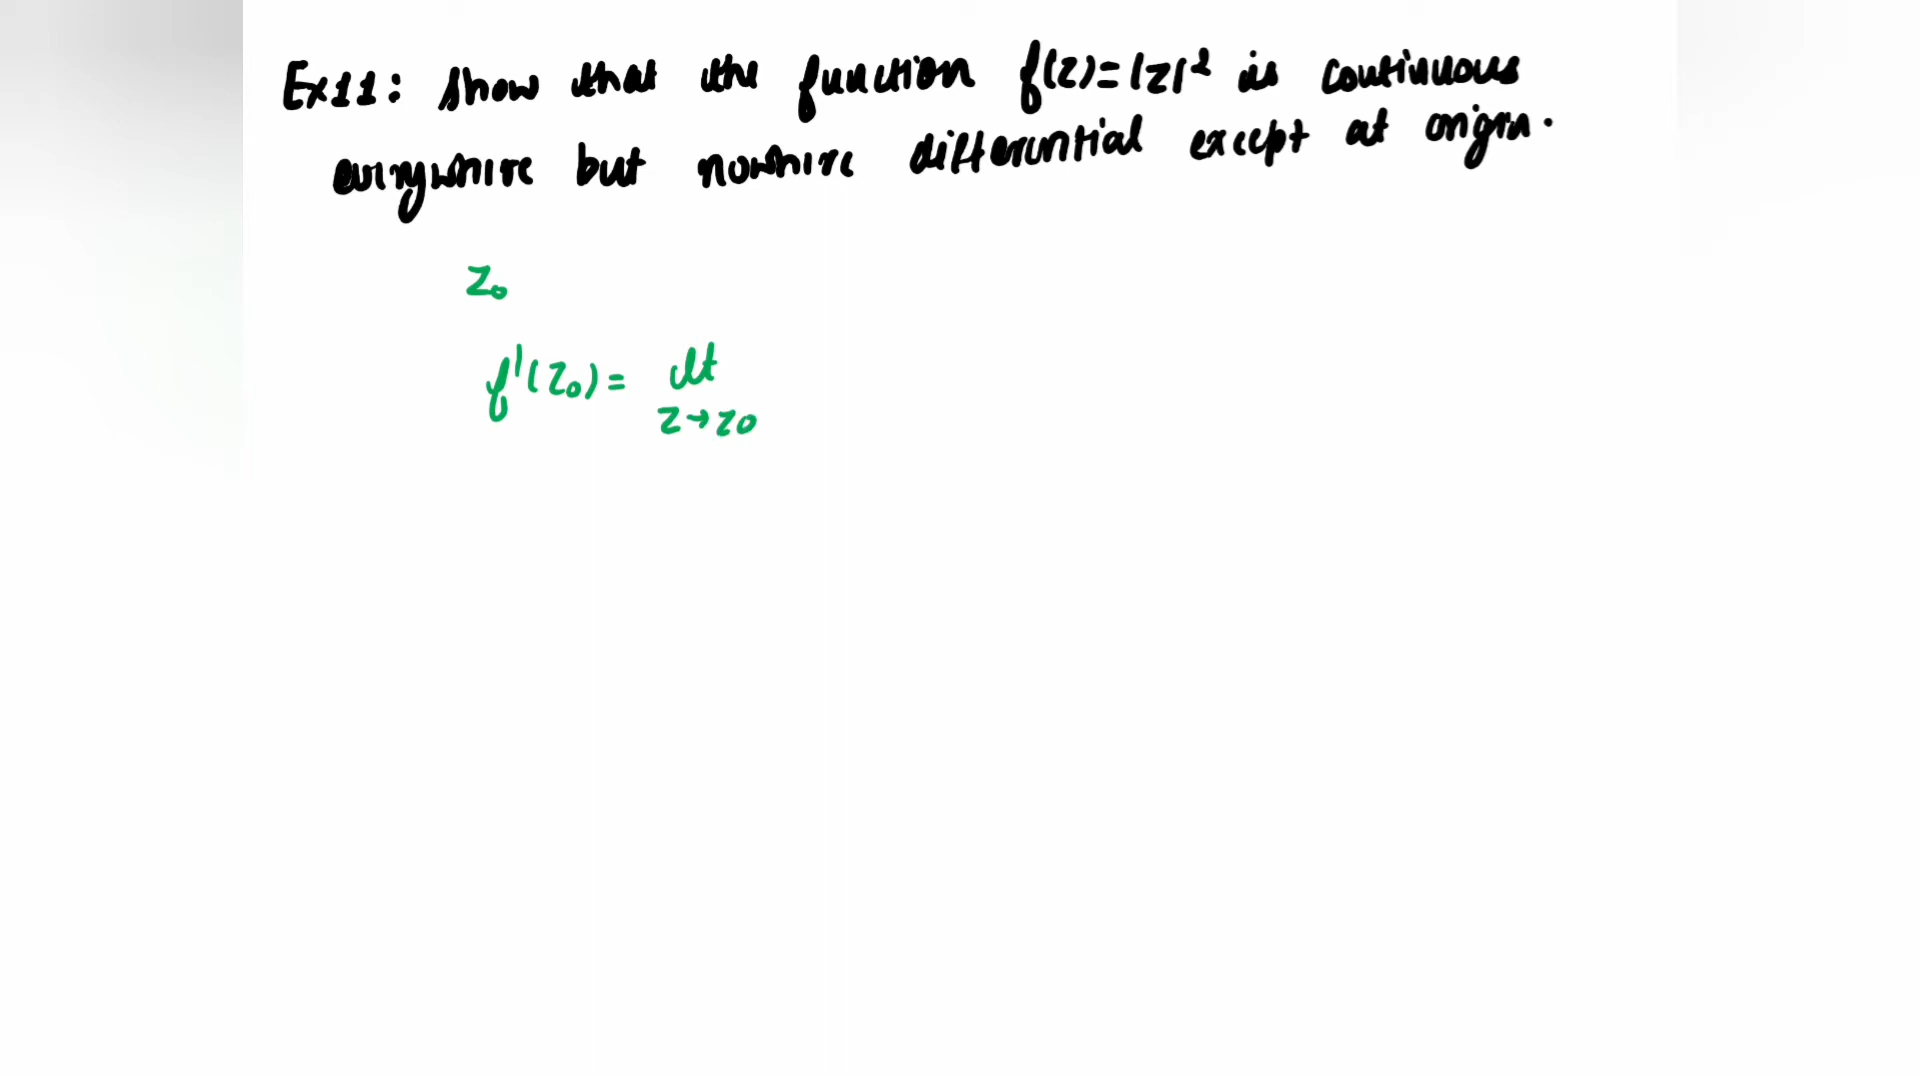 Ex11: show that the function f(z)=|z|² is continuous
everywhere but nowhere differential except at origin.
z₀
f'(z₀) = lt
z→z₀